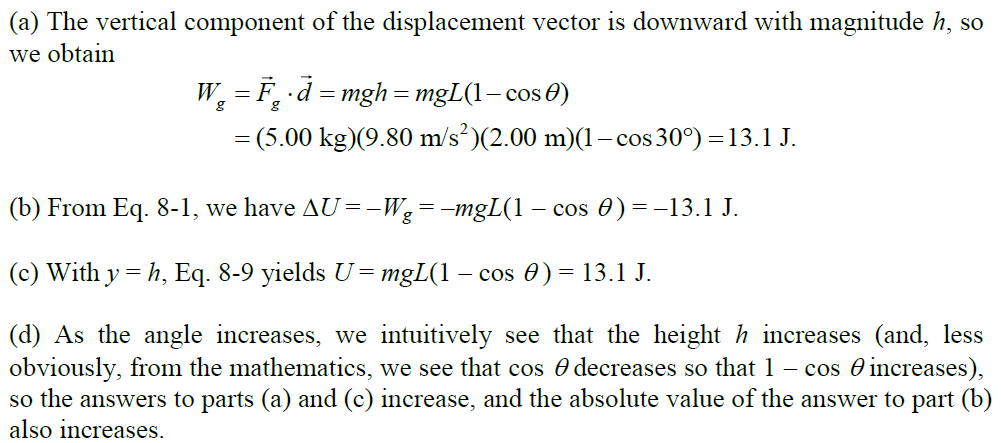 (a) The vertical component of the displacement vector is downward with magnitude h, so
we obtain
W_g = F⃗_g · d⃗ = mgh = mgL(1 − cos θ)
= (5.00 kg)(9.80 m/s²)(2.00 m)(1 − cos 30°) = 13.1 J.
(b) From Eq. 8-1, we have ΔU = −W_g = −mgL(1 − cos θ) = −13.1 J.
(c) With y = h, Eq. 8-9 yields U = mgL(1 − cos θ) = 13.1 J.
(d) As the angle increases, we intuitively see that the height h increases (and, less
obviously, from the mathematics, we see that cos θ decreases so that 1 − cos θ increases),
so the answers to parts (a) and (c) increase, and the absolute value of the answer to part (b)
also increases.